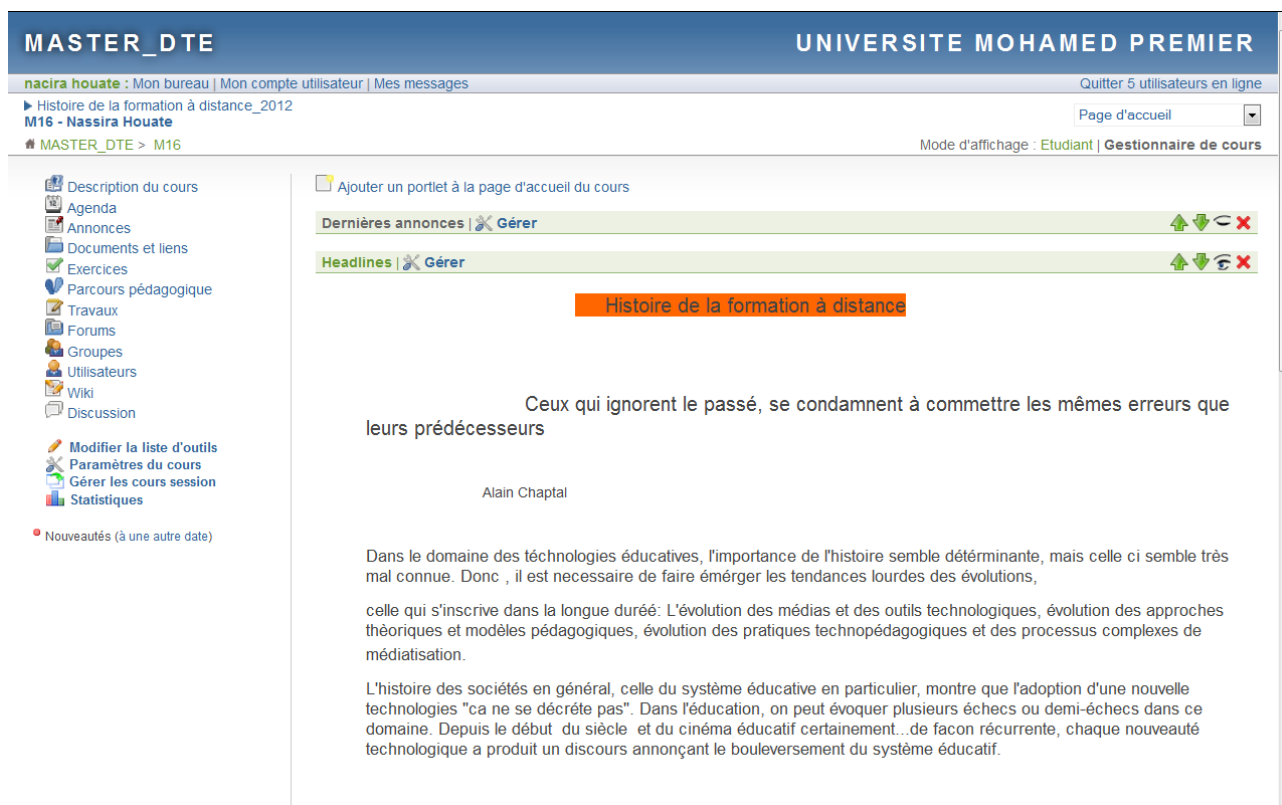 MASTER_DTE
UNIVERSITE MOHAMED PREMIER
nacira houate : Mon bureau | Mon compte utilisateur | Mes messages
Quitter 5 utilisateurs en ligne
Histoire de la formation à distance_2012
M16 - Nassira Houate
Page d'accueil
MASTER_DTE > M16
Mode d'affichage : Etudiant | Gestionnaire de cours
Description du cours
Agenda
Annonces
Documents et liens
Exercices
Parcours pédagogique
Travaux
Forums
Groupes
Utilisateurs
Wiki
Discussion
Modifier la liste d'outils
Paramètres du cours
Gérer les cours session
Statistiques
Nouveautés (à une autre date)
Ajouter un portlet à la page d'accueil du cours
Dernières annonces | Gérer
Headlines | Gérer
Histoire de la formation à distance
Ceux qui ignorent le passé, se condamnent à commettre les mêmes erreurs que
leurs prédécesseurs
Alain Chaptal
Dans le domaine des téchnologies éducatives, l'importance de l'histoire semble détérminante, mais celle ci semble très
mal connue. Donc , il est necessaire de faire émérger les tendances lourdes des évolutions,
celle qui s'inscrive dans la longue duréé: L'évolution des médias et des outils technologiques, évolution des approches
thèoriques et modèles pédagogiques, évolution des pratiques technopédagogiques et des processus complexes de
médiatisation.
L'histoire des sociétés en général, celle du système éducative en particulier, montre que l'adoption d'une nouvelle
technologies "ca ne se décréte pas". Dans l'éducation, on peut évoquer plusieurs échecs ou demi-échecs dans ce
domaine. Depuis le début  du siècle  et du cinéma éducatif certainement...de facon récurrente, chaque nouveauté
technologique a produit un discours annonçant le bouleversement du système éducatif.